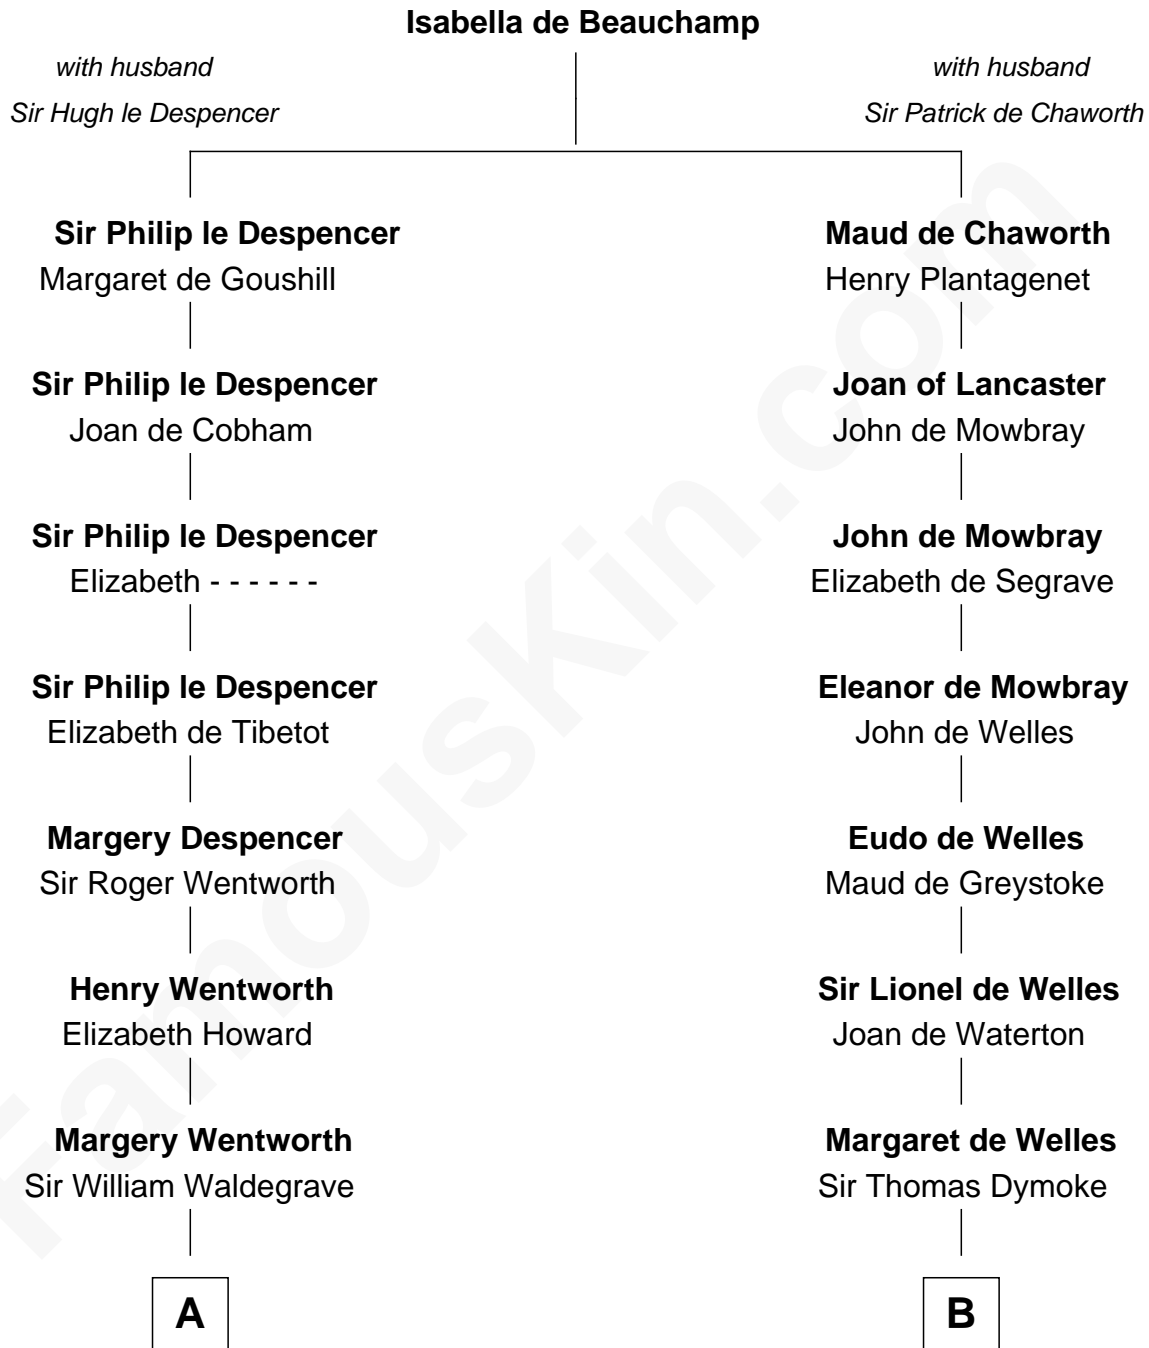 Isabella de Beauchamp
with husband
Sir Hugh le Despencer
with husband
Sir Patrick de Chaworth
Sir Philip le Despencer
Margaret de Goushill
Maud de Chaworth
Henry Plantagenet
Sir Philip le Despencer
Joan de Cobham
Joan of Lancaster
John de Mowbray
Sir Philip le Despencer
Elizabeth - - - - - -
John de Mowbray
Elizabeth de Segrave
Sir Philip le Despencer
Elizabeth de Tibetot
Eleanor de Mowbray
John de Welles
Margery Despencer
Sir Roger Wentworth
Eudo de Welles
Maud de Greystoke
Henry Wentworth
Elizabeth Howard
Sir Lionel de Welles
Joan de Waterton
Margery Wentworth
Sir William Waldegrave
Margaret de Welles
Sir Thomas Dymoke
A
B
FamousKin.com